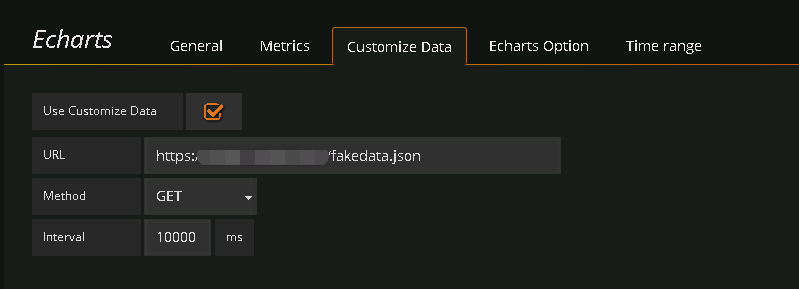 Echarts General Metrics Customize Data Echarts Option Time range
Use Customize Data
URL https:/ /fakedata.json
Method GET
Interval 10000 ms